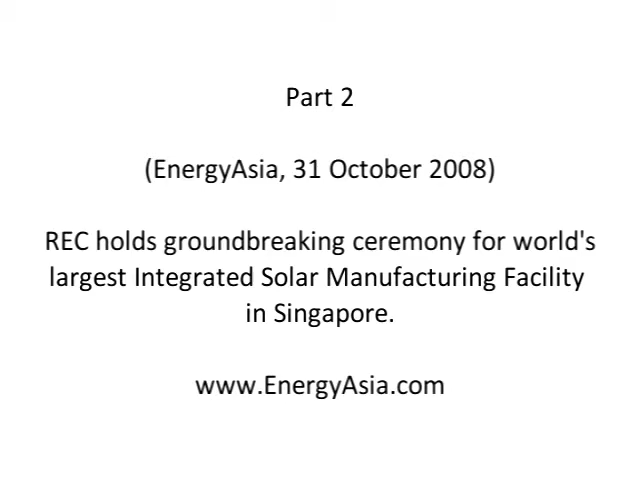 Part 2
(EnergyAsia, 31 October 2008)
REC holds groundbreaking ceremony for world's
largest Integrated Solar Manufacturing Facility
in Singapore.
www.EnergyAsia.com